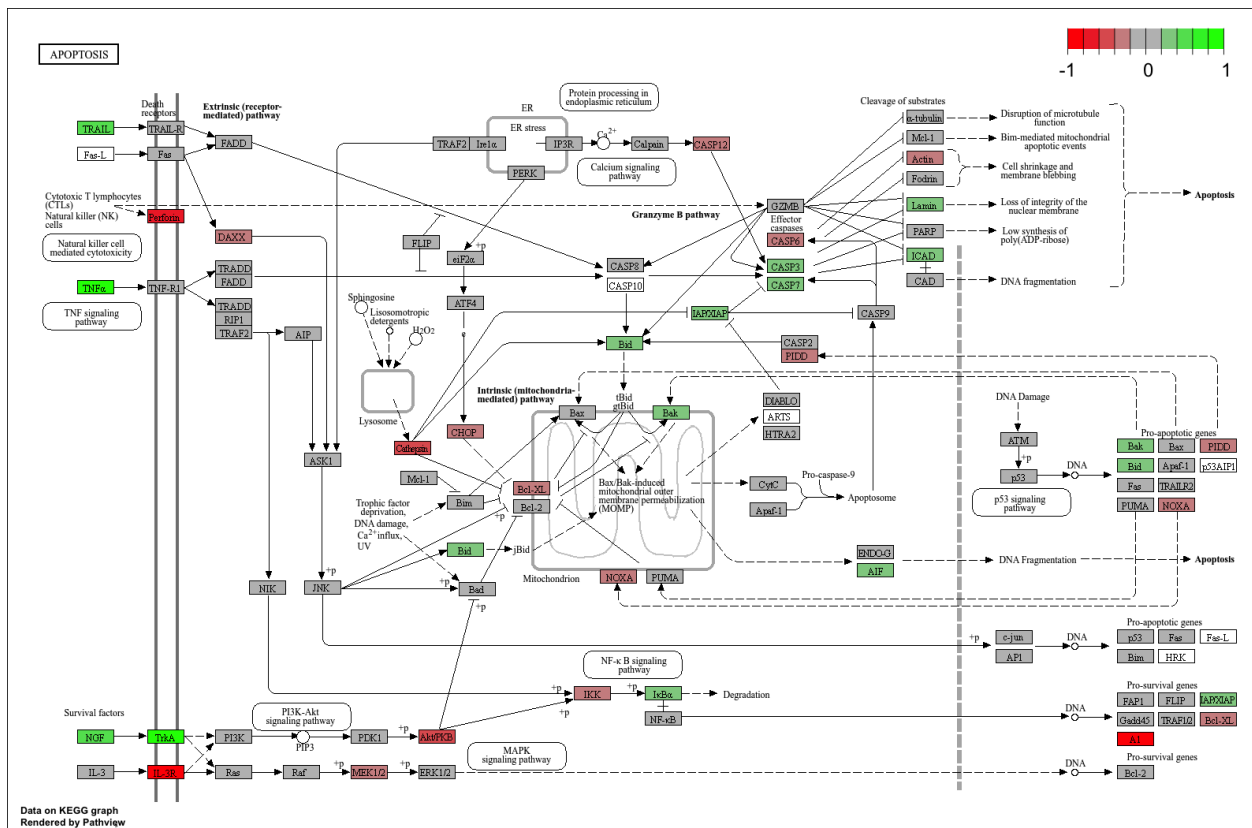 APOPTOSIS
-1
0
1
Death
receptors
Extrinsic (receptor-
mediated) pathway
TRAIL
TRAIL-R
FADD
Fas-L
Fas
Cytotoxic T lymphocytes
(CTLs)
Natural killer (NK)
cells
Perforin
DAXX
Natural killer cell
mediated cytotoxicity
TNFα
TNF-R1
TNF signaling
pathway
TRADD
FADD
TRADD
RIP1
TRAF2
AIP
ER
ER stress
TRAF2
Ire1α
IP3R
Ca2+
Calpain
CASP12
PERK
Protein processing in
endoplasmic reticulum
Calcium signaling
pathway
FLIP
+p
eiF2α
ATF4
e
CHOP
Sphingosine
Lisosomotropic
detergents
H2O2
Lysosome
Cathepsin
ASK1
Granzyme B pathway
GZMB
Effector
caspases
CASP6
CASP3
CASP7
CASP8
CASP10
IAP/XIAP
CASP9
Bid
CASP2
PIDD
tBid
gtBid
Intrinsic (mitochondria-
mediated) pathway
Bax
Bak
DIABLO
ARTS
HTRA2
Mcl-1
Bim
Bcl-XL
Bcl-2
+p
Bax/Bak-induced
mitochondrial outer
membrane permeabilization
(MOMP)
CytC
Apaf-1
Pro-caspase-9
Apoptosome
Trophic factor
deprivation,
DNA damage,
Ca2+ influx,
UV
Bid
jBid
Mitochondrion
NOXA
PUMA
ENDO-G
AIF
DNA Fragmentation
Apoptosis
NIK
+p
JNK
+p
+p
Bad
+p
Cleavage of substrates
α-tubulin
Mcl-1
Actin
Fodrin
Lamin
PARP
ICAD
CAD
Disruption of microtubule
function
Bim-mediated mitochondrial
apoptotic events
Cell shrinkage and
membrane blebbing
Loss of integrity of the
nuclear membrane
Low synthesis of
poly(ADP-ribose)
DNA fragmentation
Apoptosis
DNA Damage
ATM
+p
p53
DNA
p53 signaling
pathway
Pro-apoptotic genes
Bak
Bax
PIDD
Bid
Apaf-1
p53AIP1
Fas
TRAILR2
PUMA
NOXA
+p
c-jun
AP1
DNA
Pro-apoptotic genes
p53
Fas
Fas-L
Bim
HRK
NF-κ B signaling
pathway
+p
+p
IKK
+p
IκBα
Degradation
NF-κB
DNA
Pro-survival genes
FAP1
FLIP
IAP/XIAP
Gadd45
TRAF1/2
Bcl-XL
A1
Survival factors
NGF
TrkA
PI3K
PIP3
PI3K-Akt
signaling pathway
PDK1
+p
Akt/PKB
IL-3
IL-3R
Ras
Raf
MEK1/2
ERK1/2
MAPK
signaling pathway
DNA
Pro-survival genes
Bcl-2
Data on KEGG graph
Rendered by Pathview